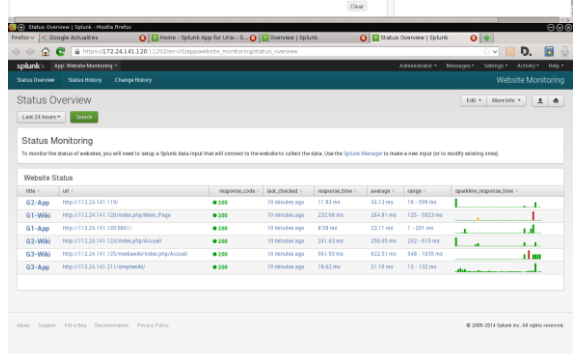 Clear
Status Overview | Splunk - Mozilla Firefox
Firefox Google Actualités Home - Splunk App for Unix - S... Overview | Splunk Status Overview | Splunk
https://172.24.141.120:11202/en-US/app/website_monitoring/status_overview
splunk> App: Website Monitoring Administrator Messages Settings Activity Help
Status Overview Status History Change History Website Monitoring
Status Overview Edit More Info
Last 24 hours Search
Status Monitoring
To monitor the status of websites, you will need to setup a Splunk data input that will connect to the website to collect the data. Use the Splunk Manager to make a new input (or to modify existing ones).
Website Status
title url response_code last_checked response_time average range sparkline_response_time
G2-App http://172.24.141.119/ 200 10 minutes ago 17.83 ms 34.13 ms 16 - 599 ms
G1-Wiki http://172.24.141.120/index.php/Main_Page 200 10 minutes ago 232.08 ms 264.81 ms 125 - 5923 ms
G1-App http://172.24.141.120:9661/ 200 10 minutes ago 8.58 ms 23.17 ms 1 - 201 ms
G2-Wiki http://172.24.141.124/index.php/Accueil 200 10 minutes ago 241.63 ms 256.05 ms 232 - 615 ms
G3-Wiki http://172.24.141.125/mediawiki/index.php/Accueil 200 10 minutes ago 561.93 ms 622.51 ms 548 - 1035 ms
G3-App http://172.24.141.211/simplewiki/ 200 10 minutes ago 18.62 ms 21.18 ms 12 - 132 ms
About Support File a Bug Documentation Privacy Policy © 2005-2014 Splunk Inc. All rights reserved.